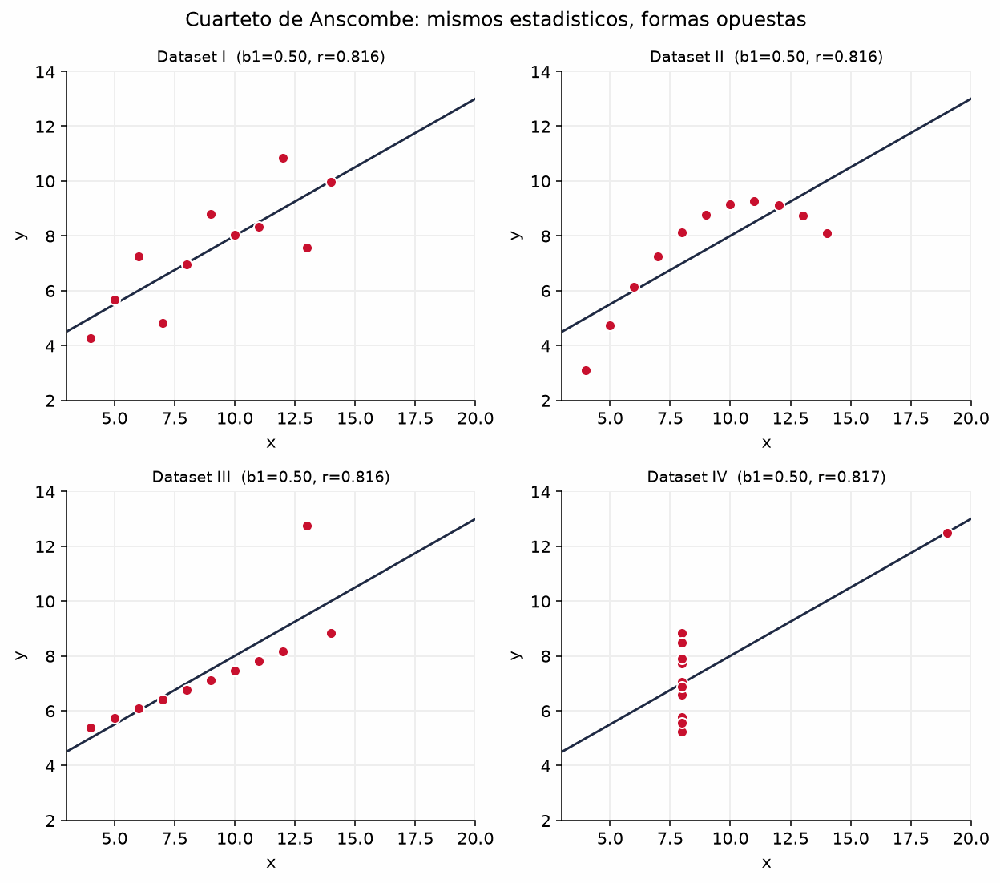 Cuarteto de Anscombe: mismos estadisticos, formas opuestas
Dataset I (b1=0.50, r=0.816)
14
12
10
8
6
4
2
y
5.0 7.5 10.0 12.5 15.0 17.5 20.0
x
Dataset II (b1=0.50, r=0.816)
14
12
10
8
6
4
2
y
5.0 7.5 10.0 12.5 15.0 17.5 20.0
x
Dataset III (b1=0.50, r=0.816)
14
12
10
8
6
4
2
y
5.0 7.5 10.0 12.5 15.0 17.5 20.0
x
Dataset IV (b1=0.50, r=0.817)
14
12
10
8
6
4
2
y
5.0 7.5 10.0 12.5 15.0 17.5 20.0
x